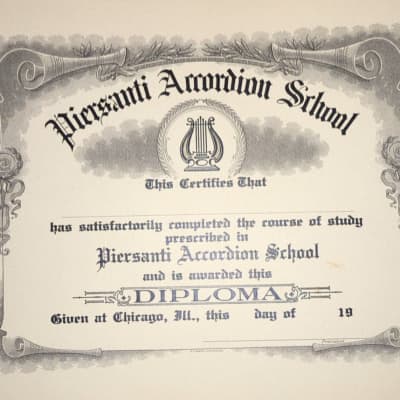 Piersanti Accordion School
This Certifies That
has satisfactorily completed the course of study
prescribed in
Piersanti Accordion School
and is awarded this
DIPLOMA
Given at Chicago, Ill., this day of 19